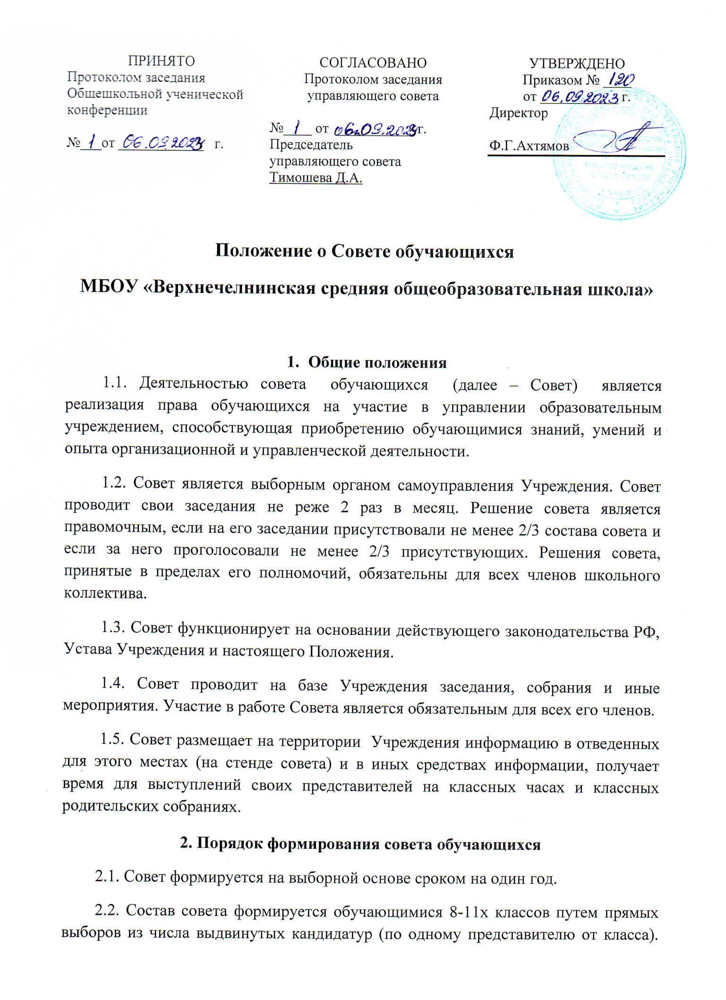 ПРИНЯТО
Протоколом заседания
Общешкольной ученической
конференции
№ 1 от 06.09.2023 г.
СОГЛАСОВАНО
Протоколом заседания
управляющего совета
№ 1 от 06.09.2023 г.
Председатель
управляющего совета
Тимошева Д.А.
УТВЕРЖДЕНО
Приказом № 120
от 06.09.2023 г.
Директор
Ф.Г.Ахтямов
Положение о Совете обучающихся
МБОУ «Верхнечелнинская средняя общеобразовательная школа»
1. Общие положения
1.1. Деятельностью совета обучающихся (далее – Совет) является
реализация права обучающихся на участие в управлении образовательным
учреждением, способствующая приобретению обучающимися знаний, умений и
опыта организационной и управленческой деятельности.
1.2. Совет является выборным органом самоуправления Учреждения. Совет
проводит свои заседания не реже 2 раз в месяц. Решение совета является
правомочным, если на его заседании присутствовали не менее 2/3 состава совета и
если за него проголосовали не менее 2/3 присутствующих. Решения совета,
принятые в пределах его полномочий, обязательны для всех членов школьного
коллектива.
1.3. Совет функционирует на основании действующего законодательства РФ,
Устава Учреждения и настоящего Положения.
1.4. Совет проводит на базе Учреждения заседания, собрания и иные
мероприятия. Участие в работе Совета является обязательным для всех его членов.
1.5. Совет размещает на территории Учреждения информацию в отведенных
для этого местах (на стенде совета) и в иных средствах информации, получает
время для выступлений своих представителей на классных часах и классных
родительских собраниях.
2. Порядок формирования совета обучающихся
2.1. Совет формируется на выборной основе сроком на один год.
2.2. Состав совета формируется обучающимися 8-11х классов путем прямых
выборов из числа выдвинутых кандидатур (по одному представителю от класса).